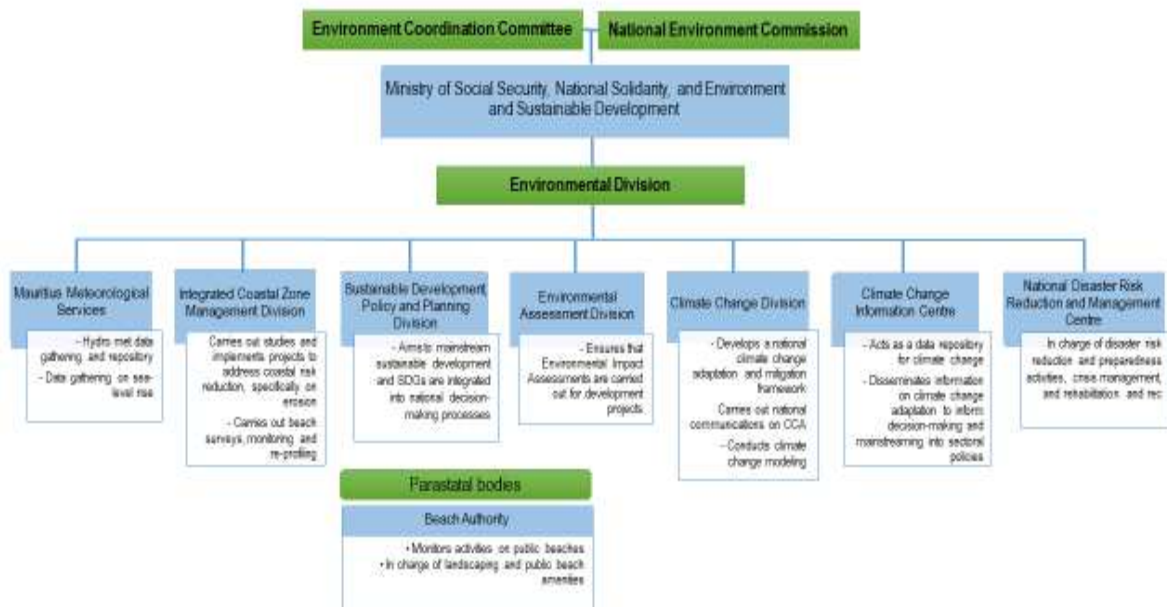 Environment Coordination Committee
National Environment Commission
Ministry of Social Security, National Solidarity, and Environment
and Sustainable Development
Environmental Division
Mauritius Meteorological
Services
- Hydro met data
gathering and repository
- Data gathering on sea-
level rise
Integrated Coastal Zone
Management Division
Carries out studies and
implements projects to
address coastal risk
reduction, specifically on
erosion
- Carries out beach
surveys, monitoring and
re-profiling
Sustainable Development
Policy and Planning
Division
- Aims to mainstream
sustainable development
and SDGs are integrated
into national decision-
making processes
Environmental
Assessment Division
- Ensures that
Environmental Impact
Assessments are carried
out for development
projects
Climate Change Division
- Develops a national
climate change
adaptation and mitigation
framework
Carries out national
communications on CCA
- Conducts climate
change modeling
Climate Change
Information Centre
- Acts as a data repository
for climate change
- Disseminates information
on climate change
adaptation to inform
decision-making and
mainstreaming into sectoral
policies
National Disaster Risk
Reduction and Management
Centre
In charge of disaster risk
reduction and preparedness
activities, crisis management,
and rehabilitation and rec
Parastatal bodies
Beach Authority
• Monitors activities on public beaches
• In charge of landscaping and public beach
amenities